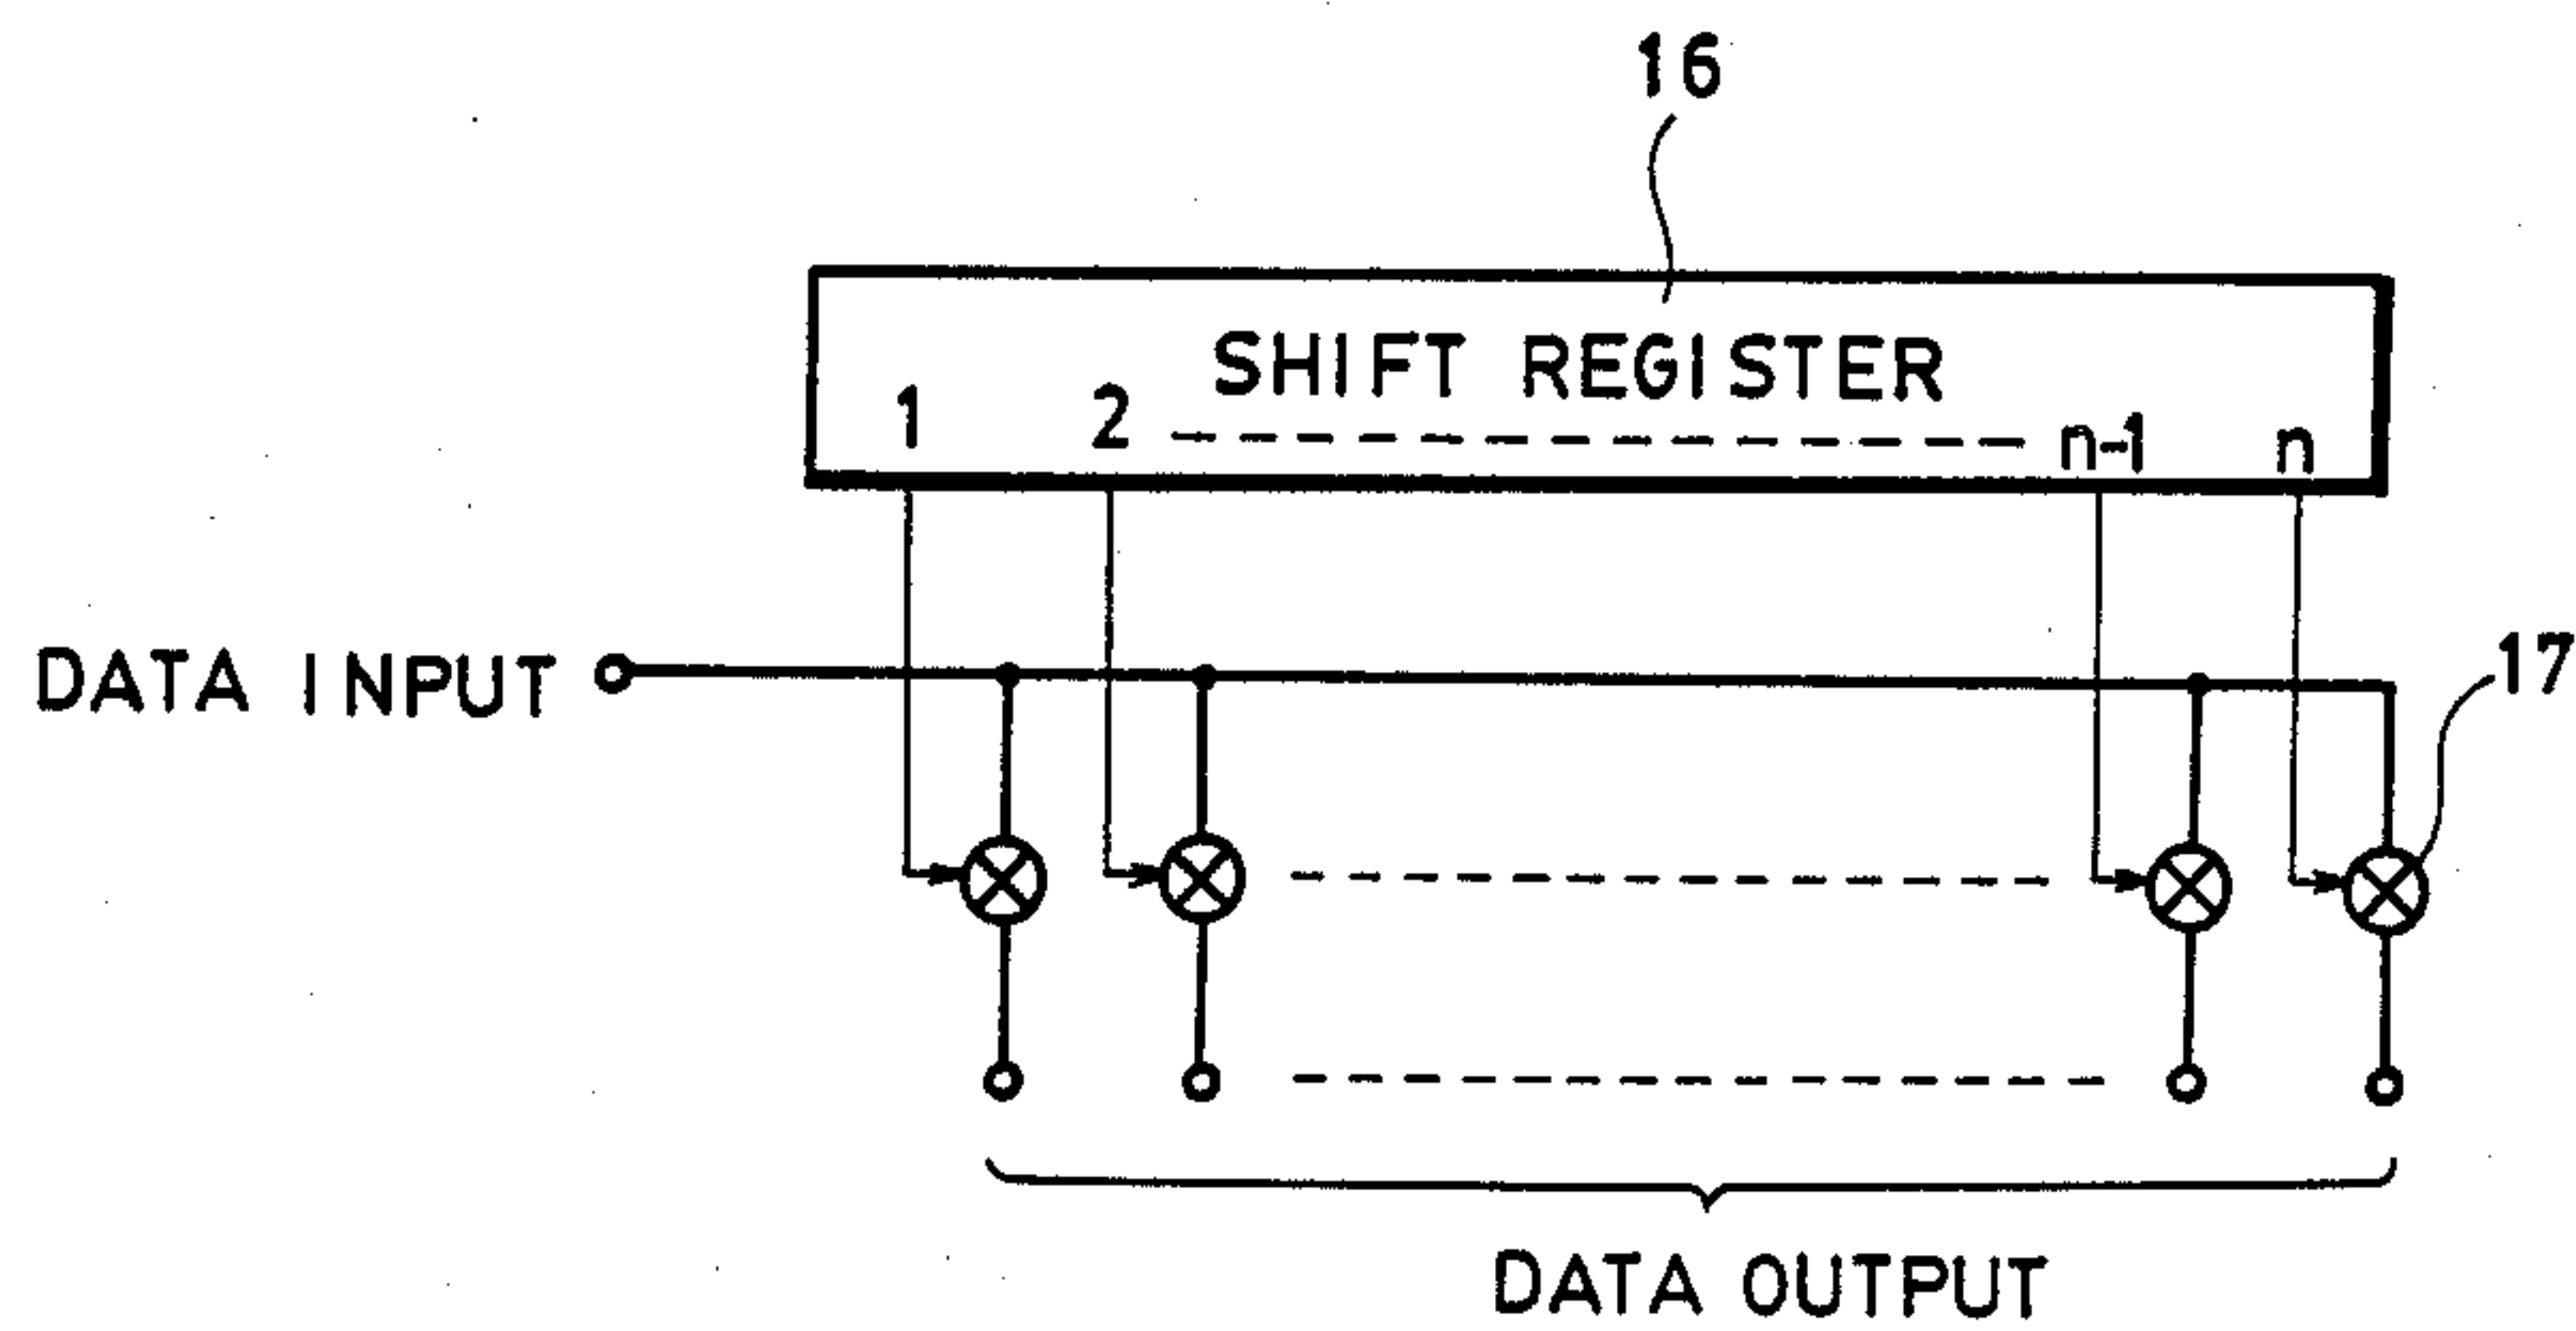 16
SHIFT REGISTER
1 2 n-1 n
DATA INPUT
17
DATA OUTPUT